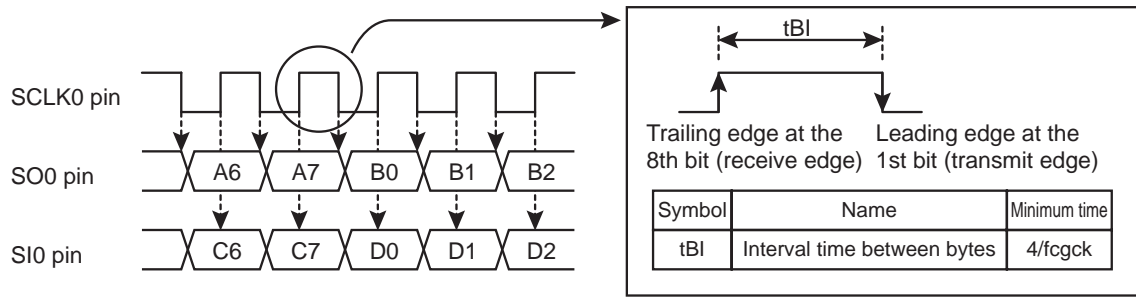 SCLK0 pin
SO0 pin
A6 A7 B0 B1 B2
SI0 pin
C6 C7 D0 D1 D2
tBI
Trailing edge at the
8th bit (receive edge)
Leading edge at the
1st bit (transmit edge)
Symbol Name Minimum time
tBI Interval time between bytes 4/fcgck